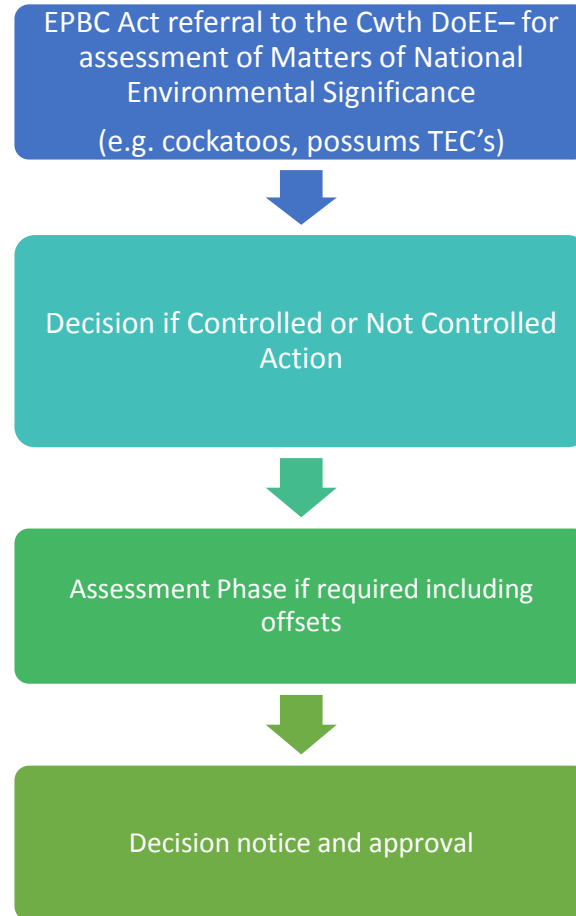 EPBC Act referral to the Cwth DoEE– for
assessment of Matters of National
Environmental Significance
(e.g. cockatoos, possums TEC's)
Decision if Controlled or Not Controlled
Action
Assessment Phase if required including
offsets
Decision notice and approval